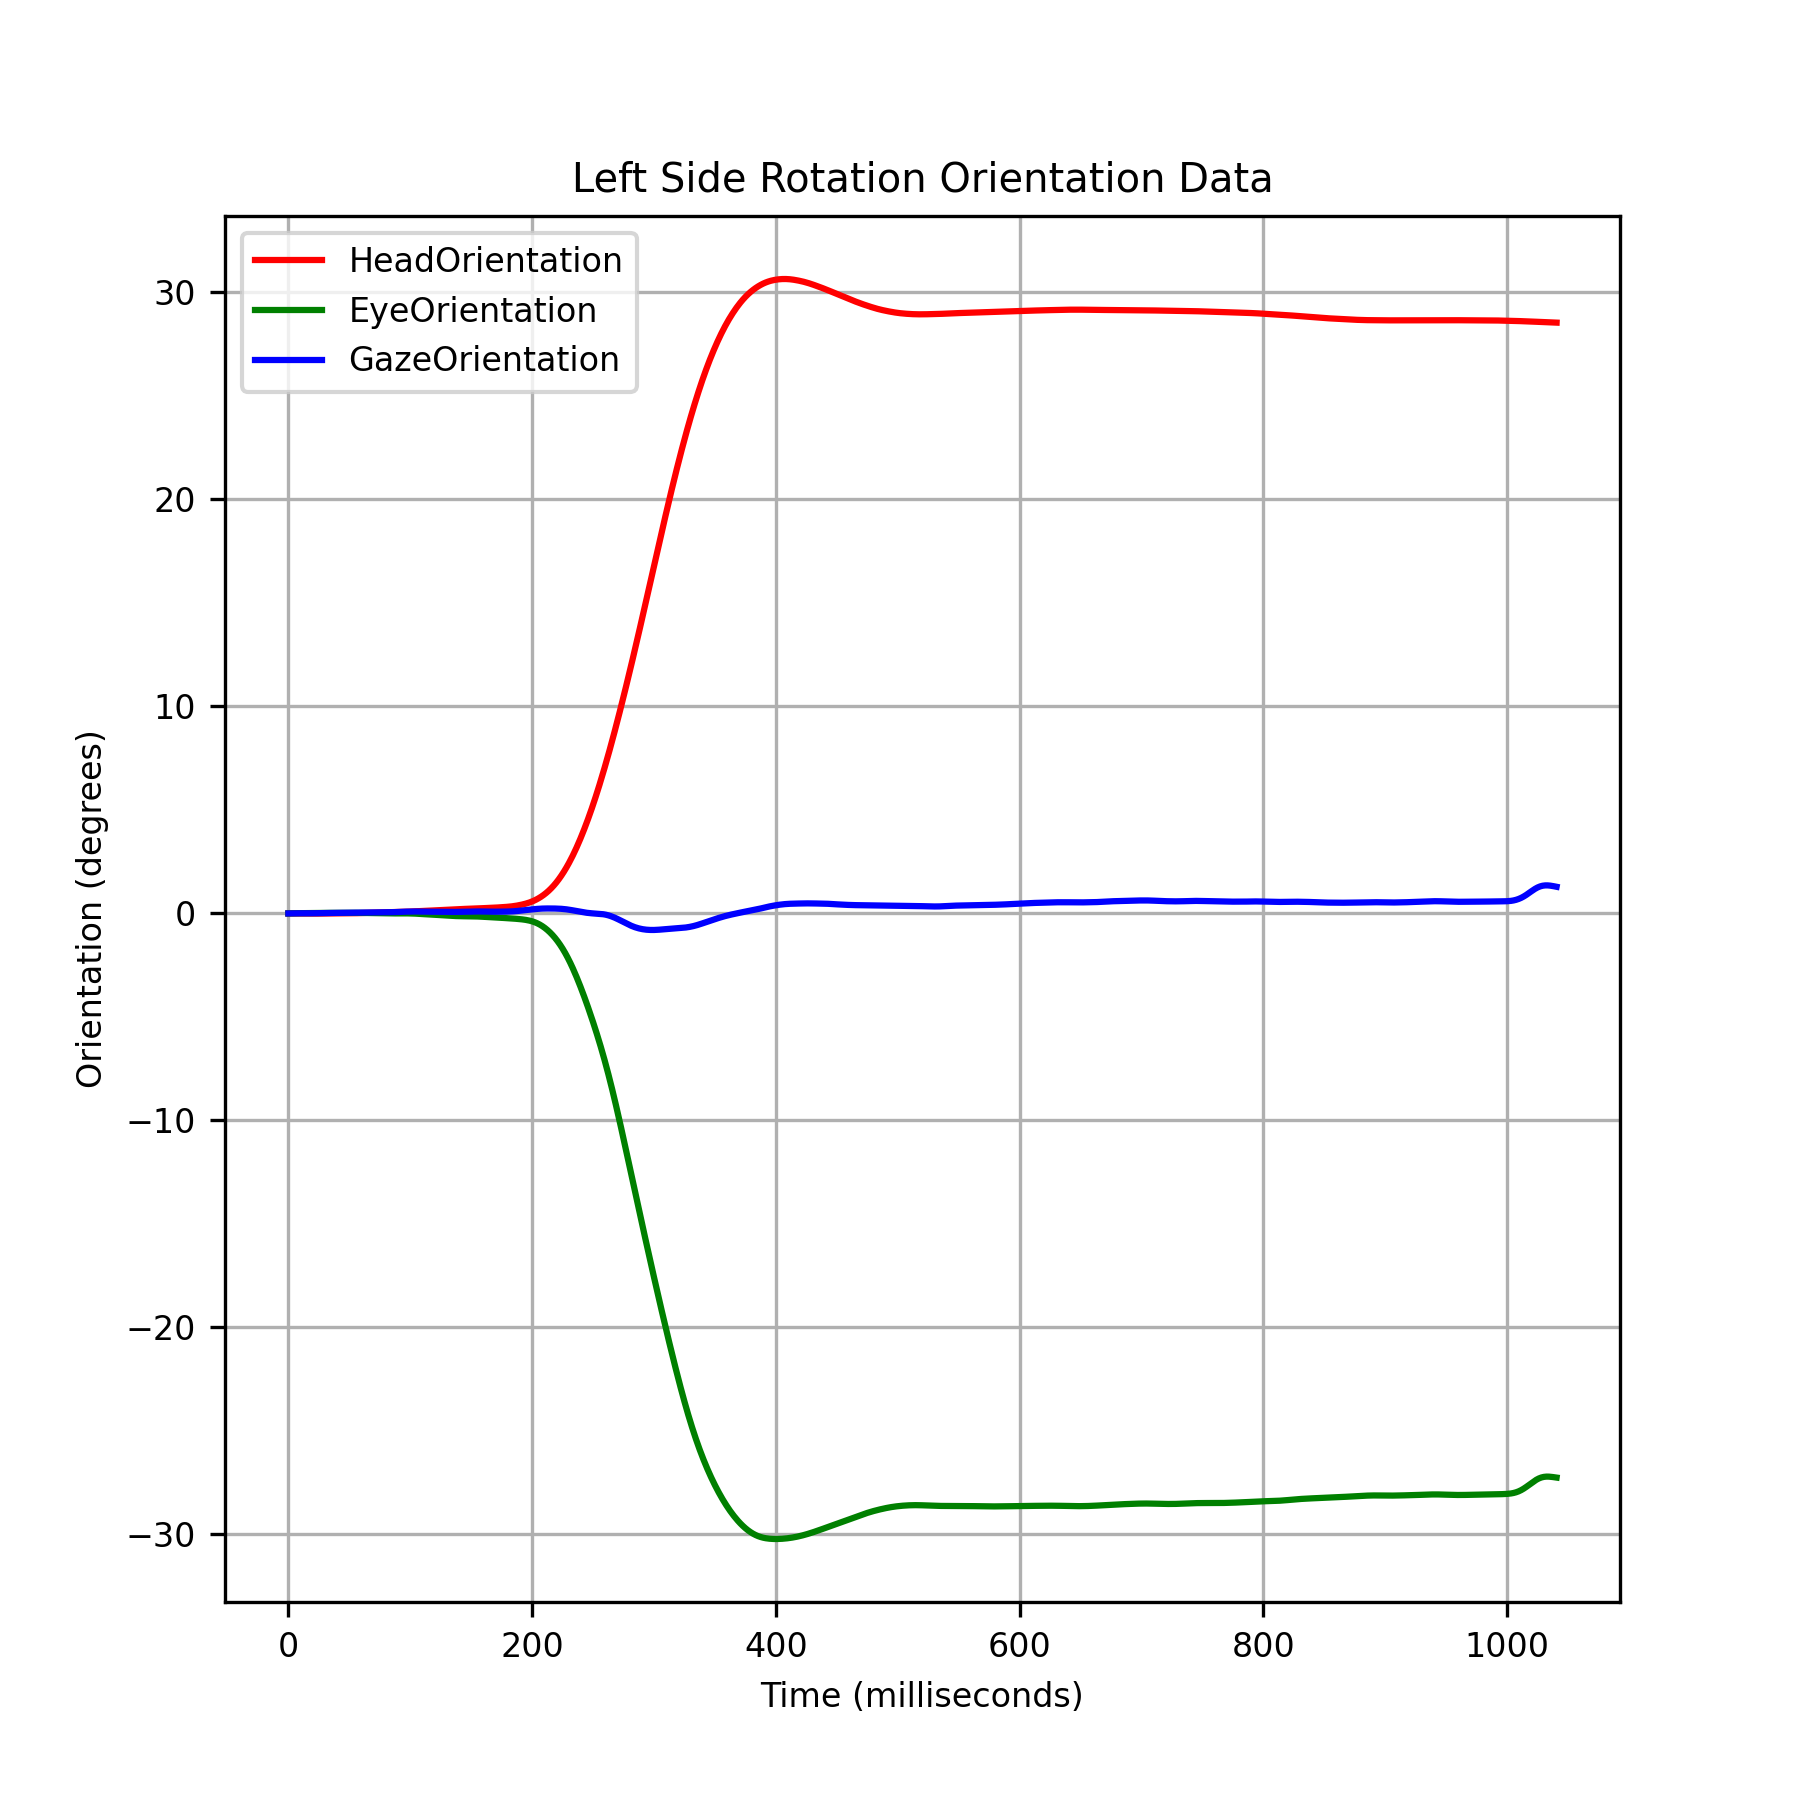 Left Side Rotation Orientation Data
HeadOrientation
EyeOrientation
GazeOrientation
30
20
10
0
−10
−20
−30
Orientation (degrees)
0 200 400 600 800 1000
Time (milliseconds)